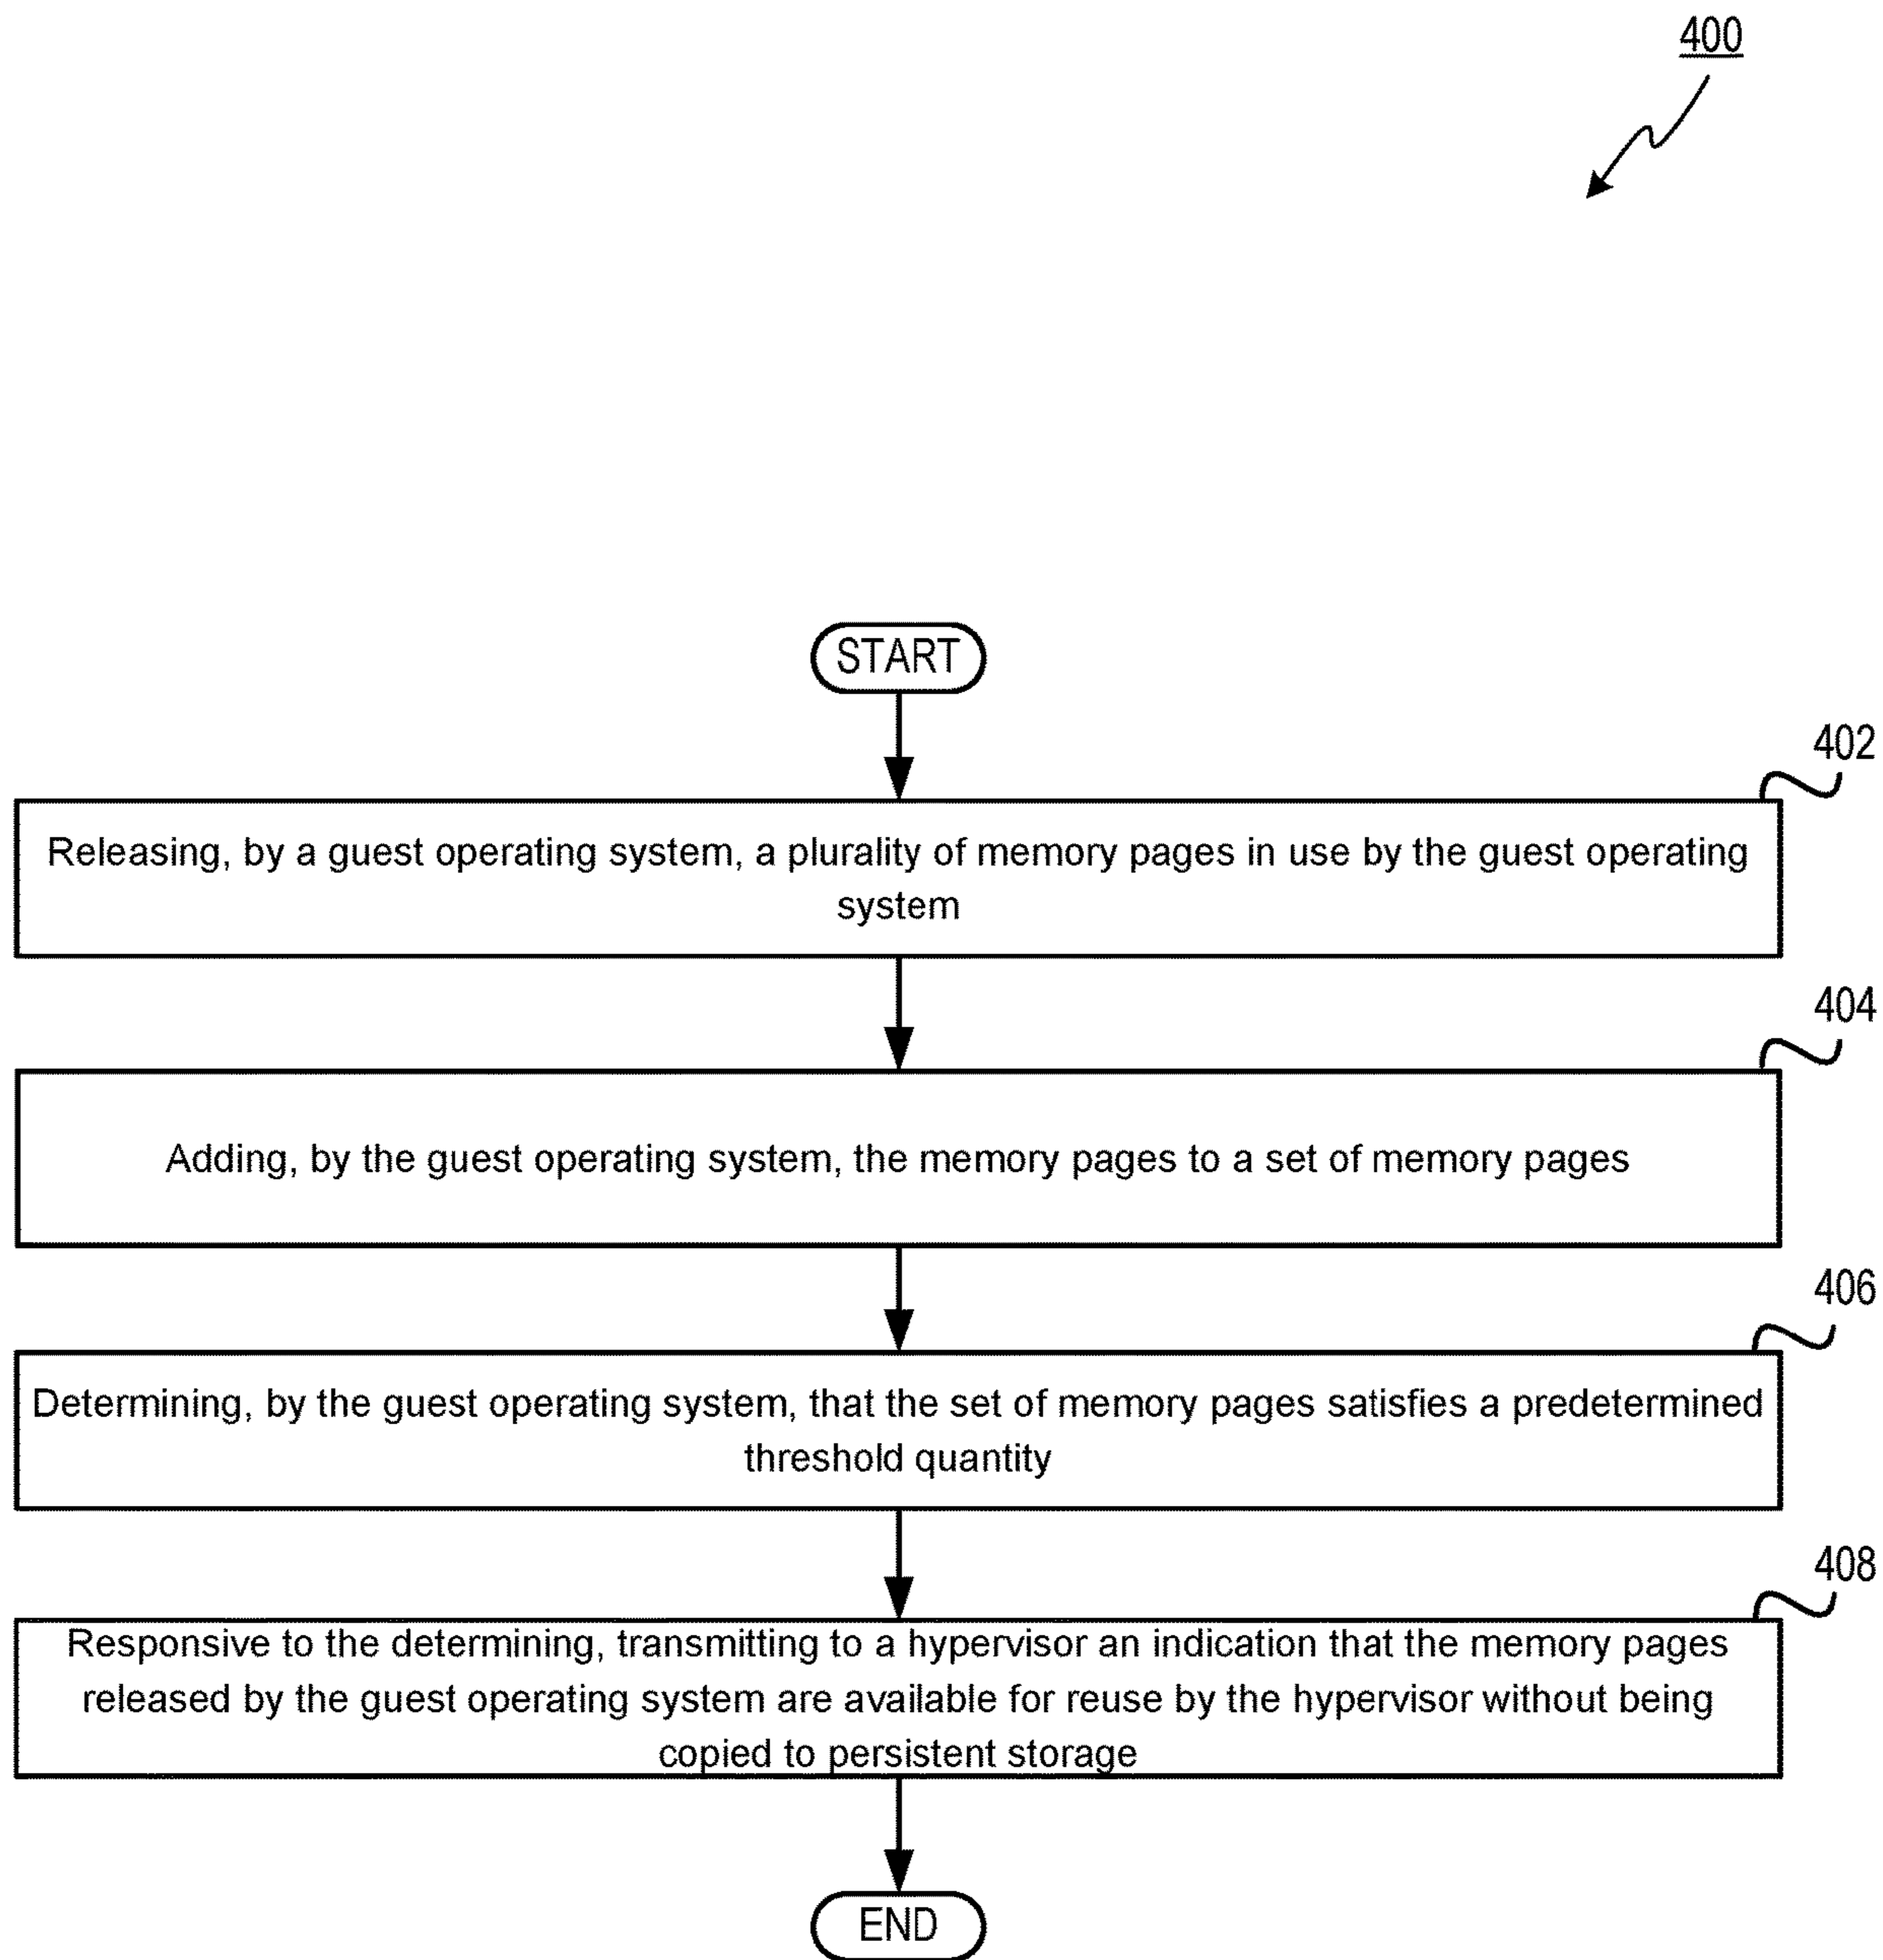 400
START
402
Releasing, by a guest operating system, a plurality of memory pages in use by the guest operating
system
404
Adding, by the guest operating system, the memory pages to a set of memory pages
406
Determining, by the guest operating system, that the set of memory pages satisfies a predetermined
threshold quantity
408
Responsive to the determining, transmitting to a hypervisor an indication that the memory pages
released by the guest operating system are available for reuse by the hypervisor without being
copied to persistent storage
END